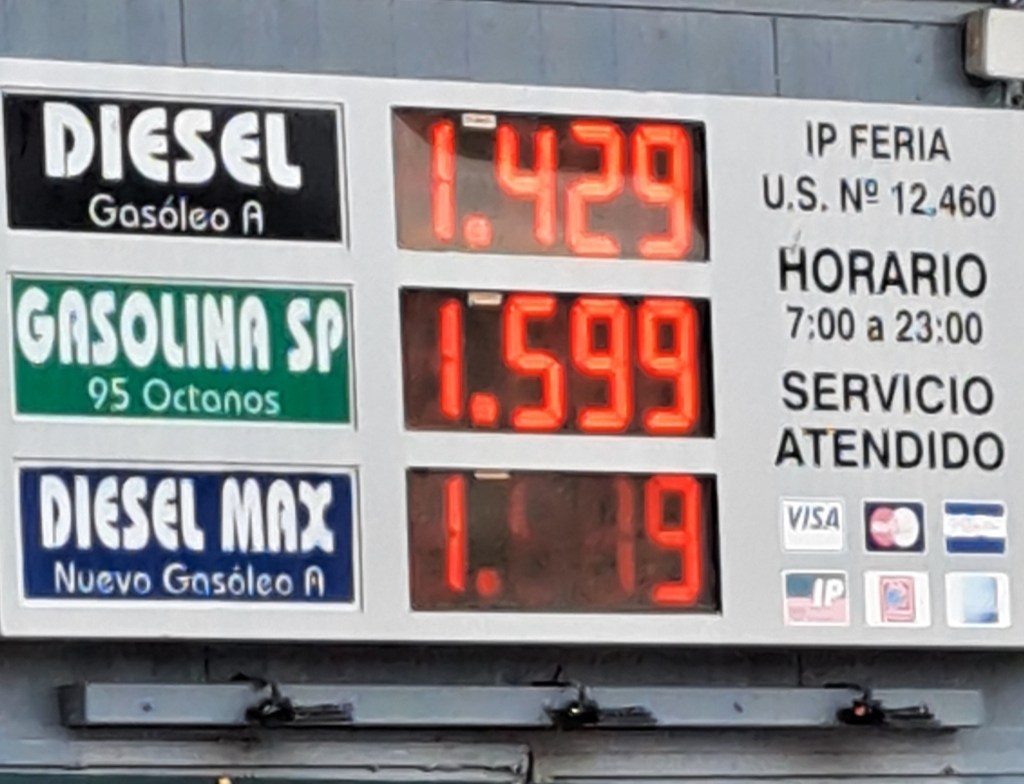 DIESEL
Gasóleo A
1.429
GASOLINA SP
95 Octanos
1.599
DIESEL MAX
Nuevo Gasóleo A
IP FERIA
U.S. Nº 12.460
HORARIO
7:00 a 23:00
SERVICIO
ATENDIDO
VISA
IP